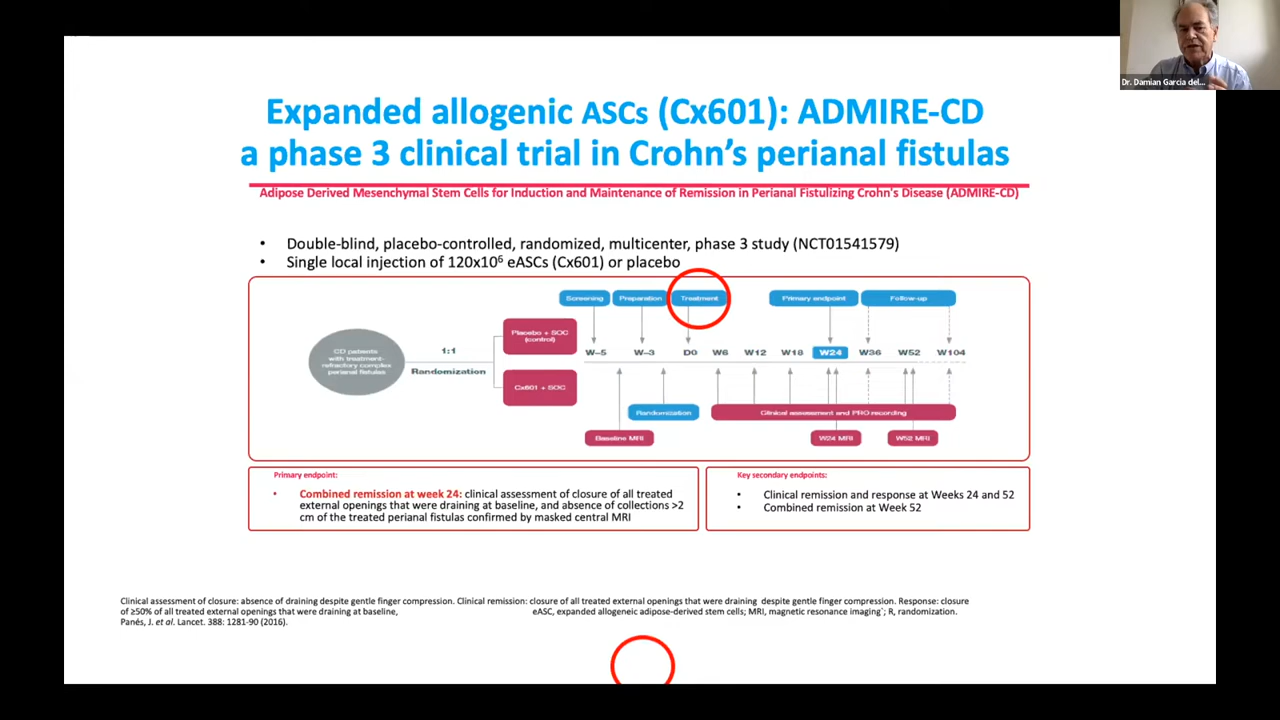 Dr. Damian Garcia del...
Expanded allogenic ASCs (Cx601): ADMIRE-CD
a phase 3 clinical trial in Crohn's perianal fistulas
Adipose Derived Mesenchymal Stem Cells for Induction and Maintenance of Remission in Perianal Fistulizing Crohn's Disease (ADMIRE-CD)
• Double-blind, placebo-controlled, randomized, multicenter, phase 3 study (NCT01541579)
• Single local injection of 120x10⁶ eASCs (Cx601) or placebo
Screening Preparation Treatment Primary endpoint Follow-up
CD patients
with treatment-
refractory complex
perianal fistulas
1:1
Randomization
Placebo + SOC
(control)
Cx601 + SOC
W–5 W–3 D0 W6 W12 W18 W24 W36 W52 W104
Randomization
Clinical assessment and PRO recording
Baseline MRI
W24 MRI
W52 MRI
Primary endpoint:
• Combined remission at week 24: clinical assessment of closure of all treated
external openings that were draining at baseline, and absence of collections >2
cm of the treated perianal fistulas confirmed by masked central MRI
Key secondary endpoints:
• Clinical remission and response at Weeks 24 and 52
• Combined remission at Week 52
Clinical assessment of closure: absence of draining despite gentle finger compression. Clinical remission: closure of all treated external openings that were draining despite gentle finger compression. Response: closure
of ≥50% of all treated external openings that were draining at baseline, eASC, expanded allogeneic adipose-derived stem cells; MRI, magnetic resonance imaging`; R, randomization.
Panés, J. et al. Lancet. 388: 1281-90 (2016).